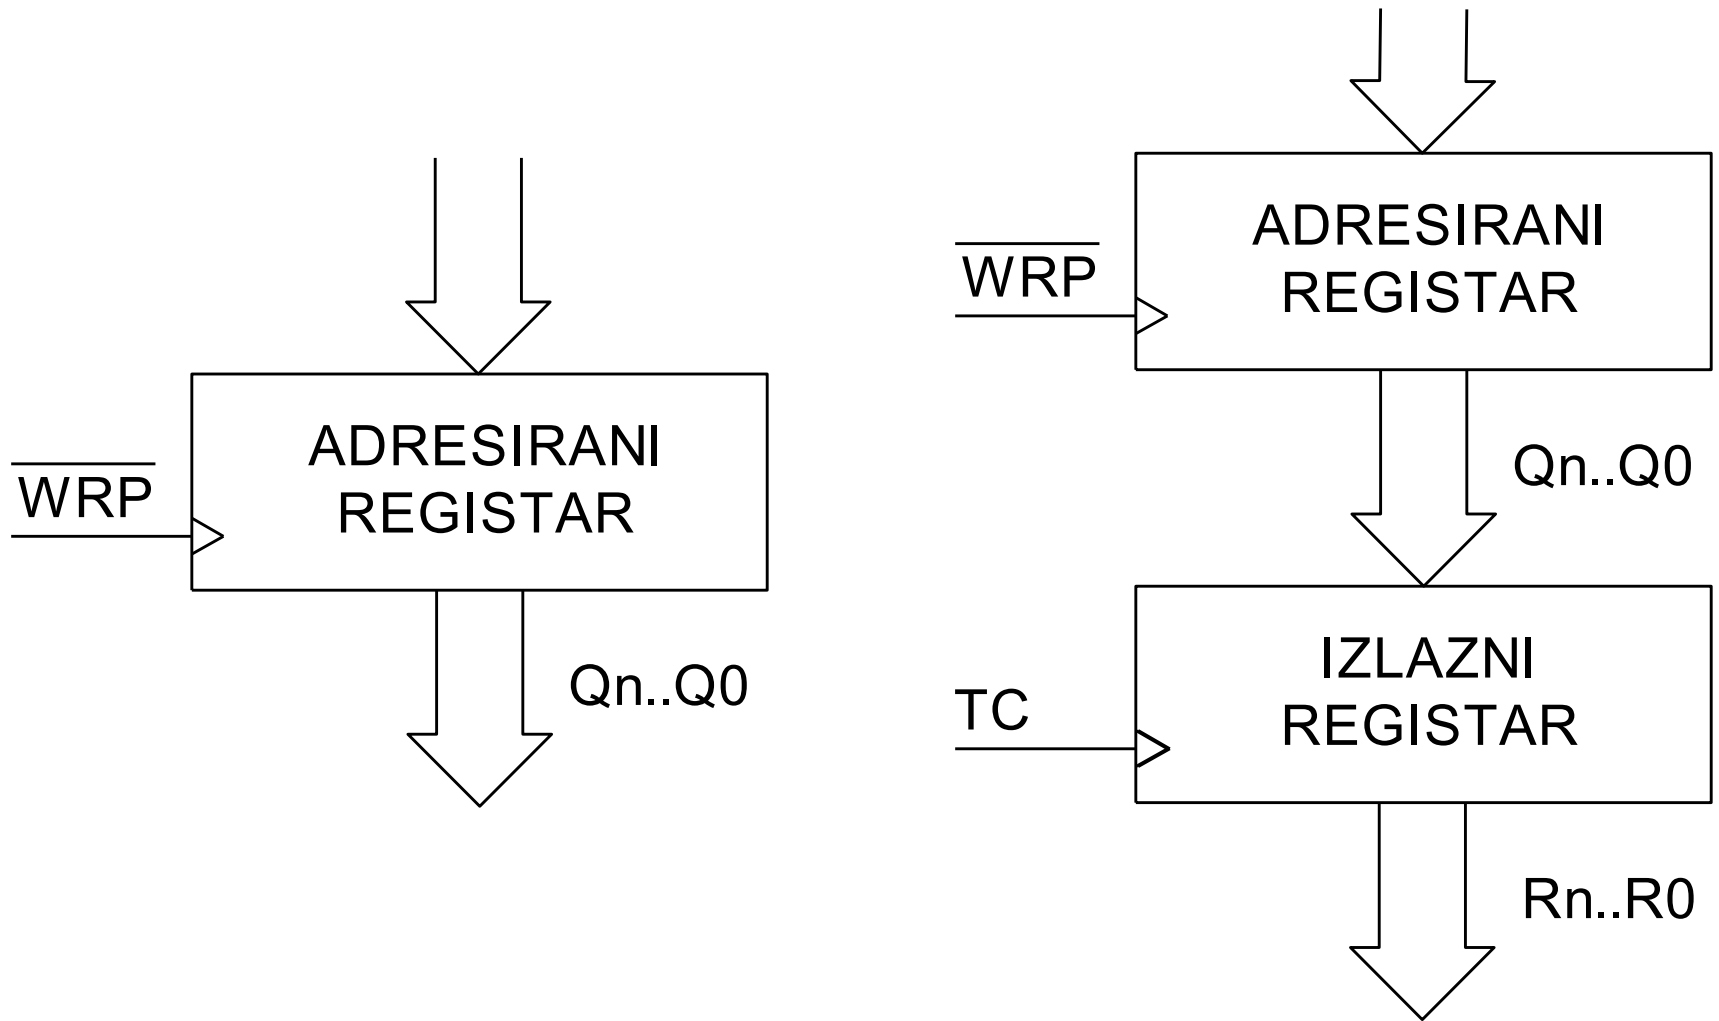 ADRESIRANI
REGISTAR
WRP
Qn..Q0
ADRESIRANI
REGISTAR
WRP
Qn..Q0
IZLAZNI
REGISTAR
TC
Rn..R0